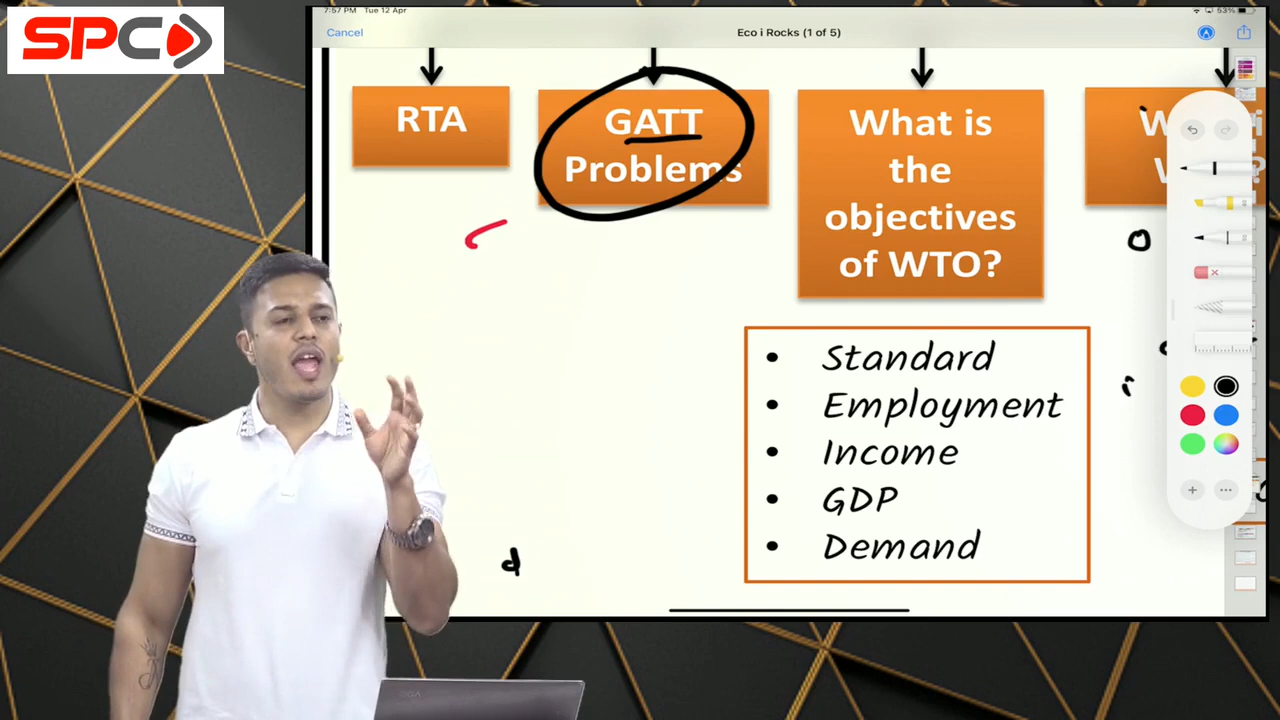 SPC
7:57 PM Tue 12 Apr
53%
Cancel
Eco i Rocks (1 of 5)
RTA
GATT
Problems
What is
the
objectives
of WTO?
• Standard
• Employment
• Income
• GDP
• Demand
d